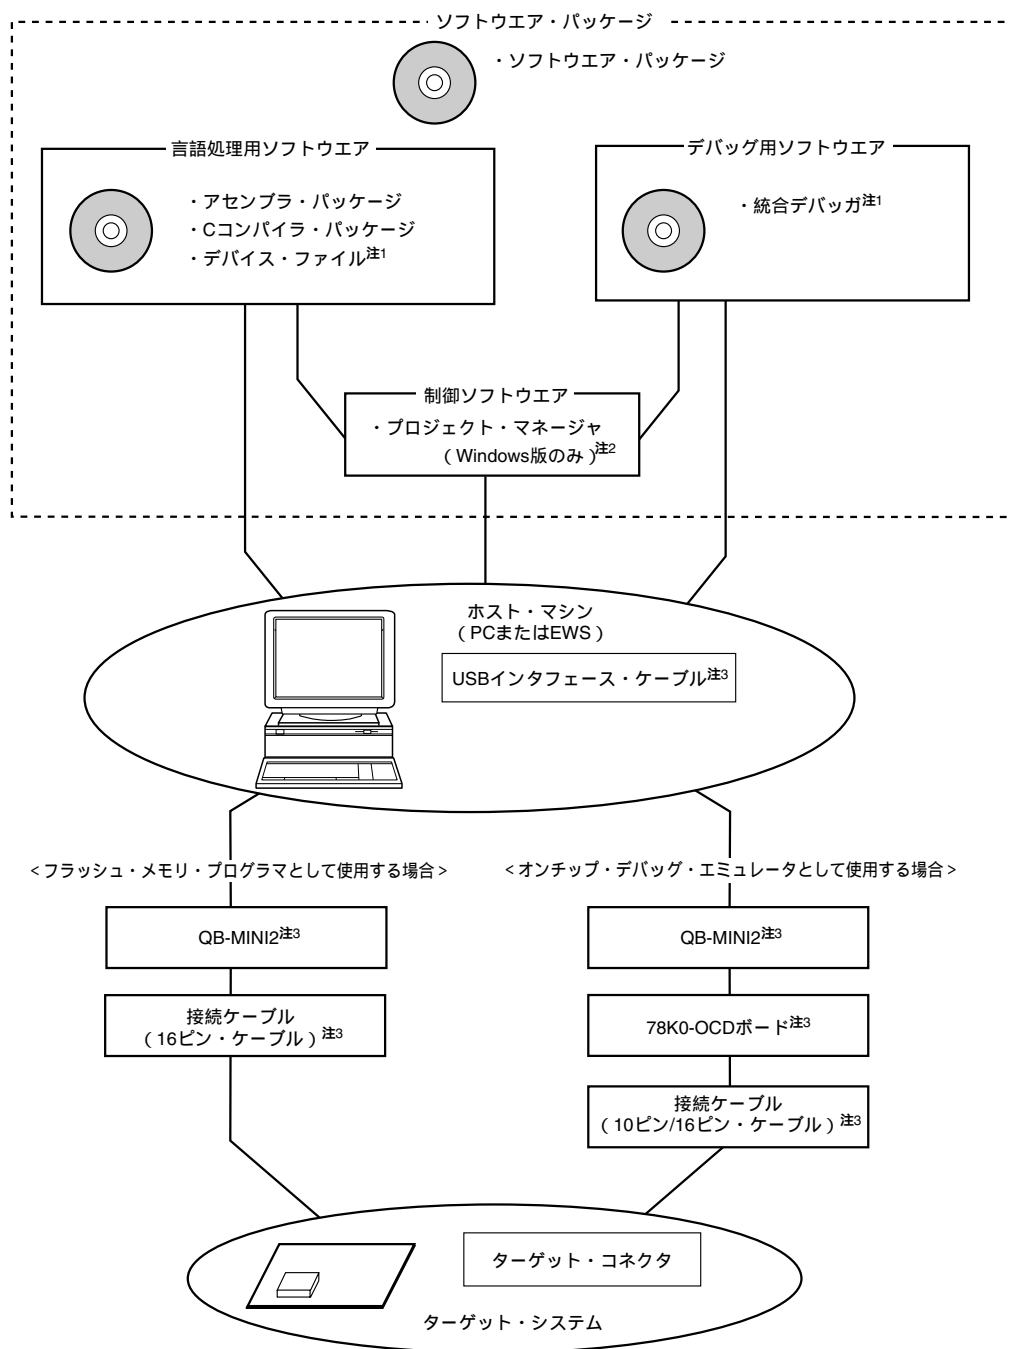 ソフトウエア・パッケージ
・ソフトウエア・パッケージ
言語処理用ソフトウエア
・アセンブラ・パッケージ
・Cコンパイラ・パッケージ
・デバイス・ファイル注1
デバッグ用ソフトウエア
・統合デバッガ注1
制御ソフトウエア
・プロジェクト・マネージャ
（Windows版のみ）注2
ホスト・マシン
（PCまたはEWS）
USBインタフェース・ケーブル注3
<フラッシュ・メモリ・プログラマとして使用する場合>
QB-MINI2注3
接続ケーブル
（16ピン・ケーブル）注3
<オンチップ・デバッグ・エミュレータとして使用する場合>
QB-MINI2注3
78K0-OCDボード注3
接続ケーブル
（10ピン/16ピン・ケーブル）注3
ターゲット・コネクタ
ターゲット・システム